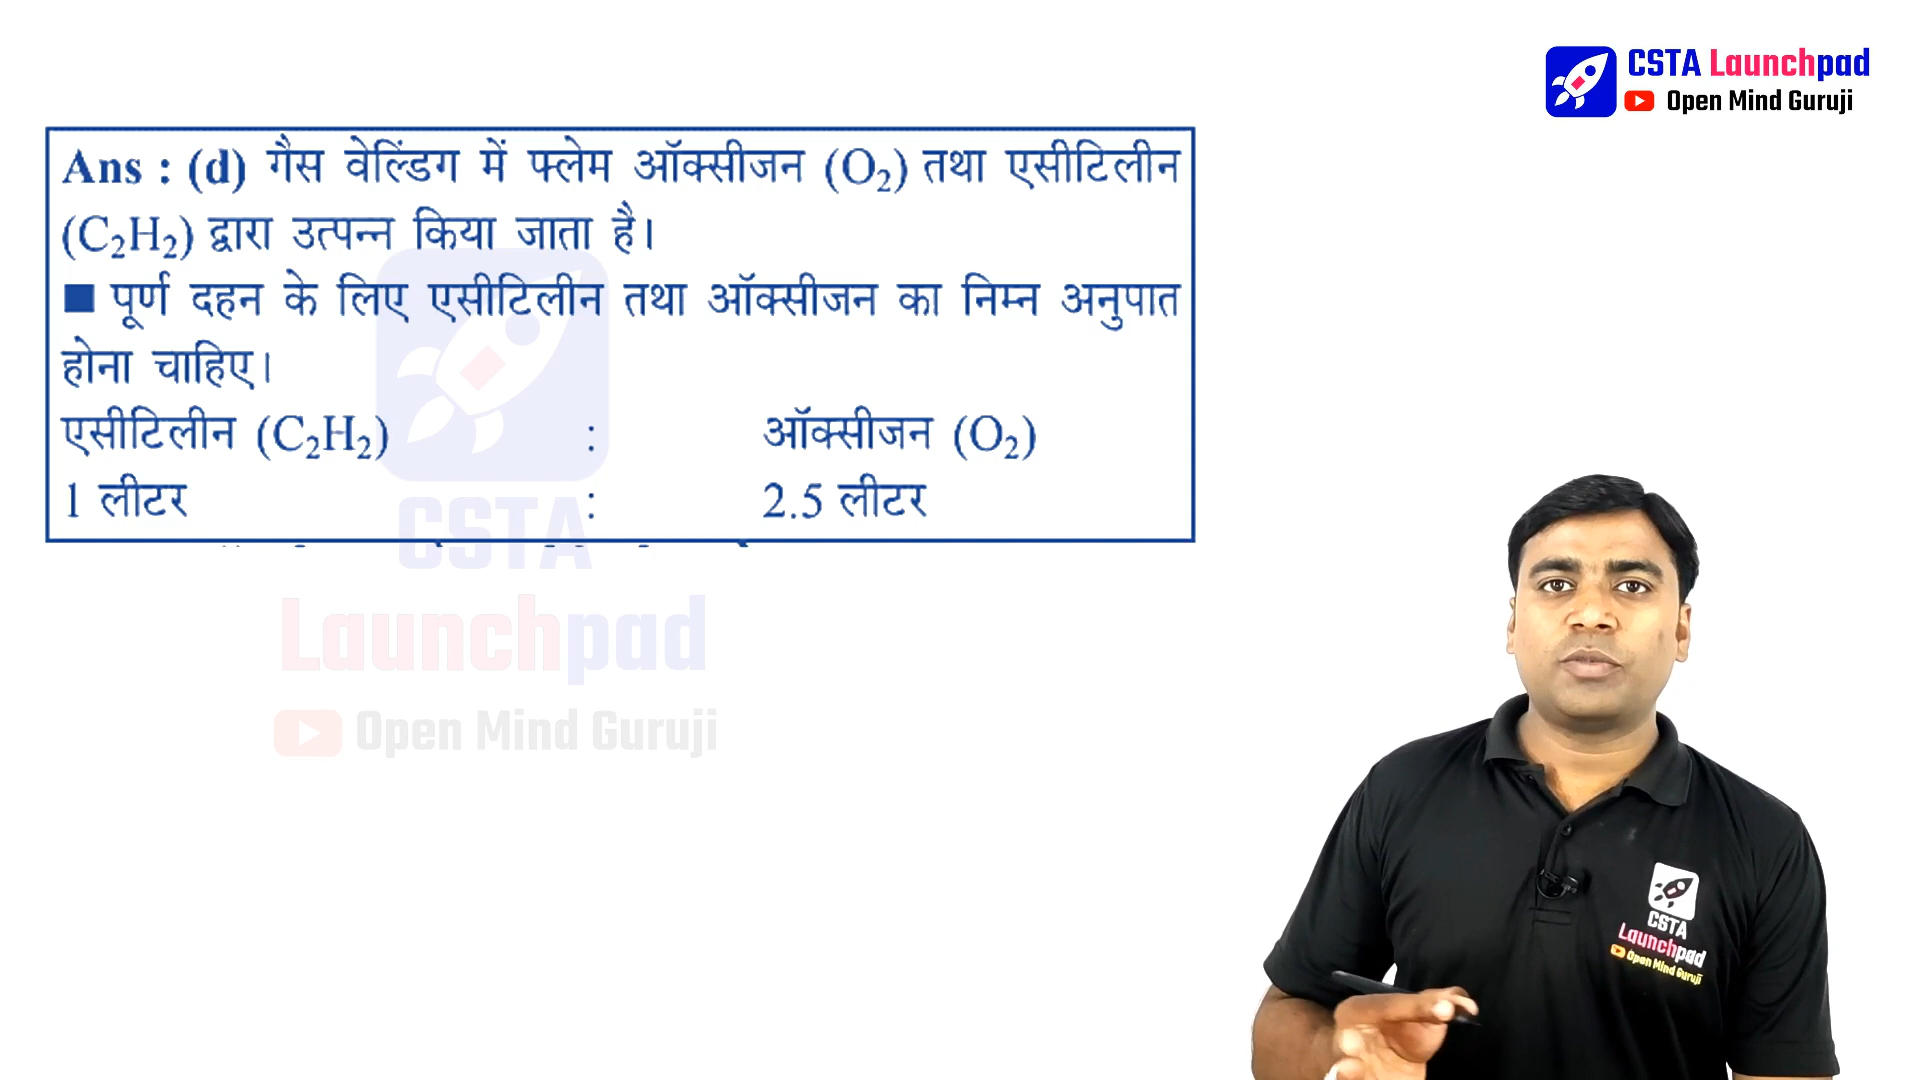 CSTA Launchpad
Open Mind Guruji
Ans : (d) गैस वेल्डिंग में फ्लेम ऑक्सीजन (O₂) तथा एसीटिलीन
(C₂H₂) द्वारा उत्पन्न किया जाता है।
■ पूर्ण दहन के लिए एसीटिलीन तथा ऑक्सीजन का निम्न अनुपात
होना चाहिए।
एसीटिलीन (C₂H₂) : ऑक्सीजन (O₂)
1 लीटर : 2.5 लीटर
CSTA
Launchpad
Open Mind Guruji
CSTA
Launchpad
Open Mind Guruji